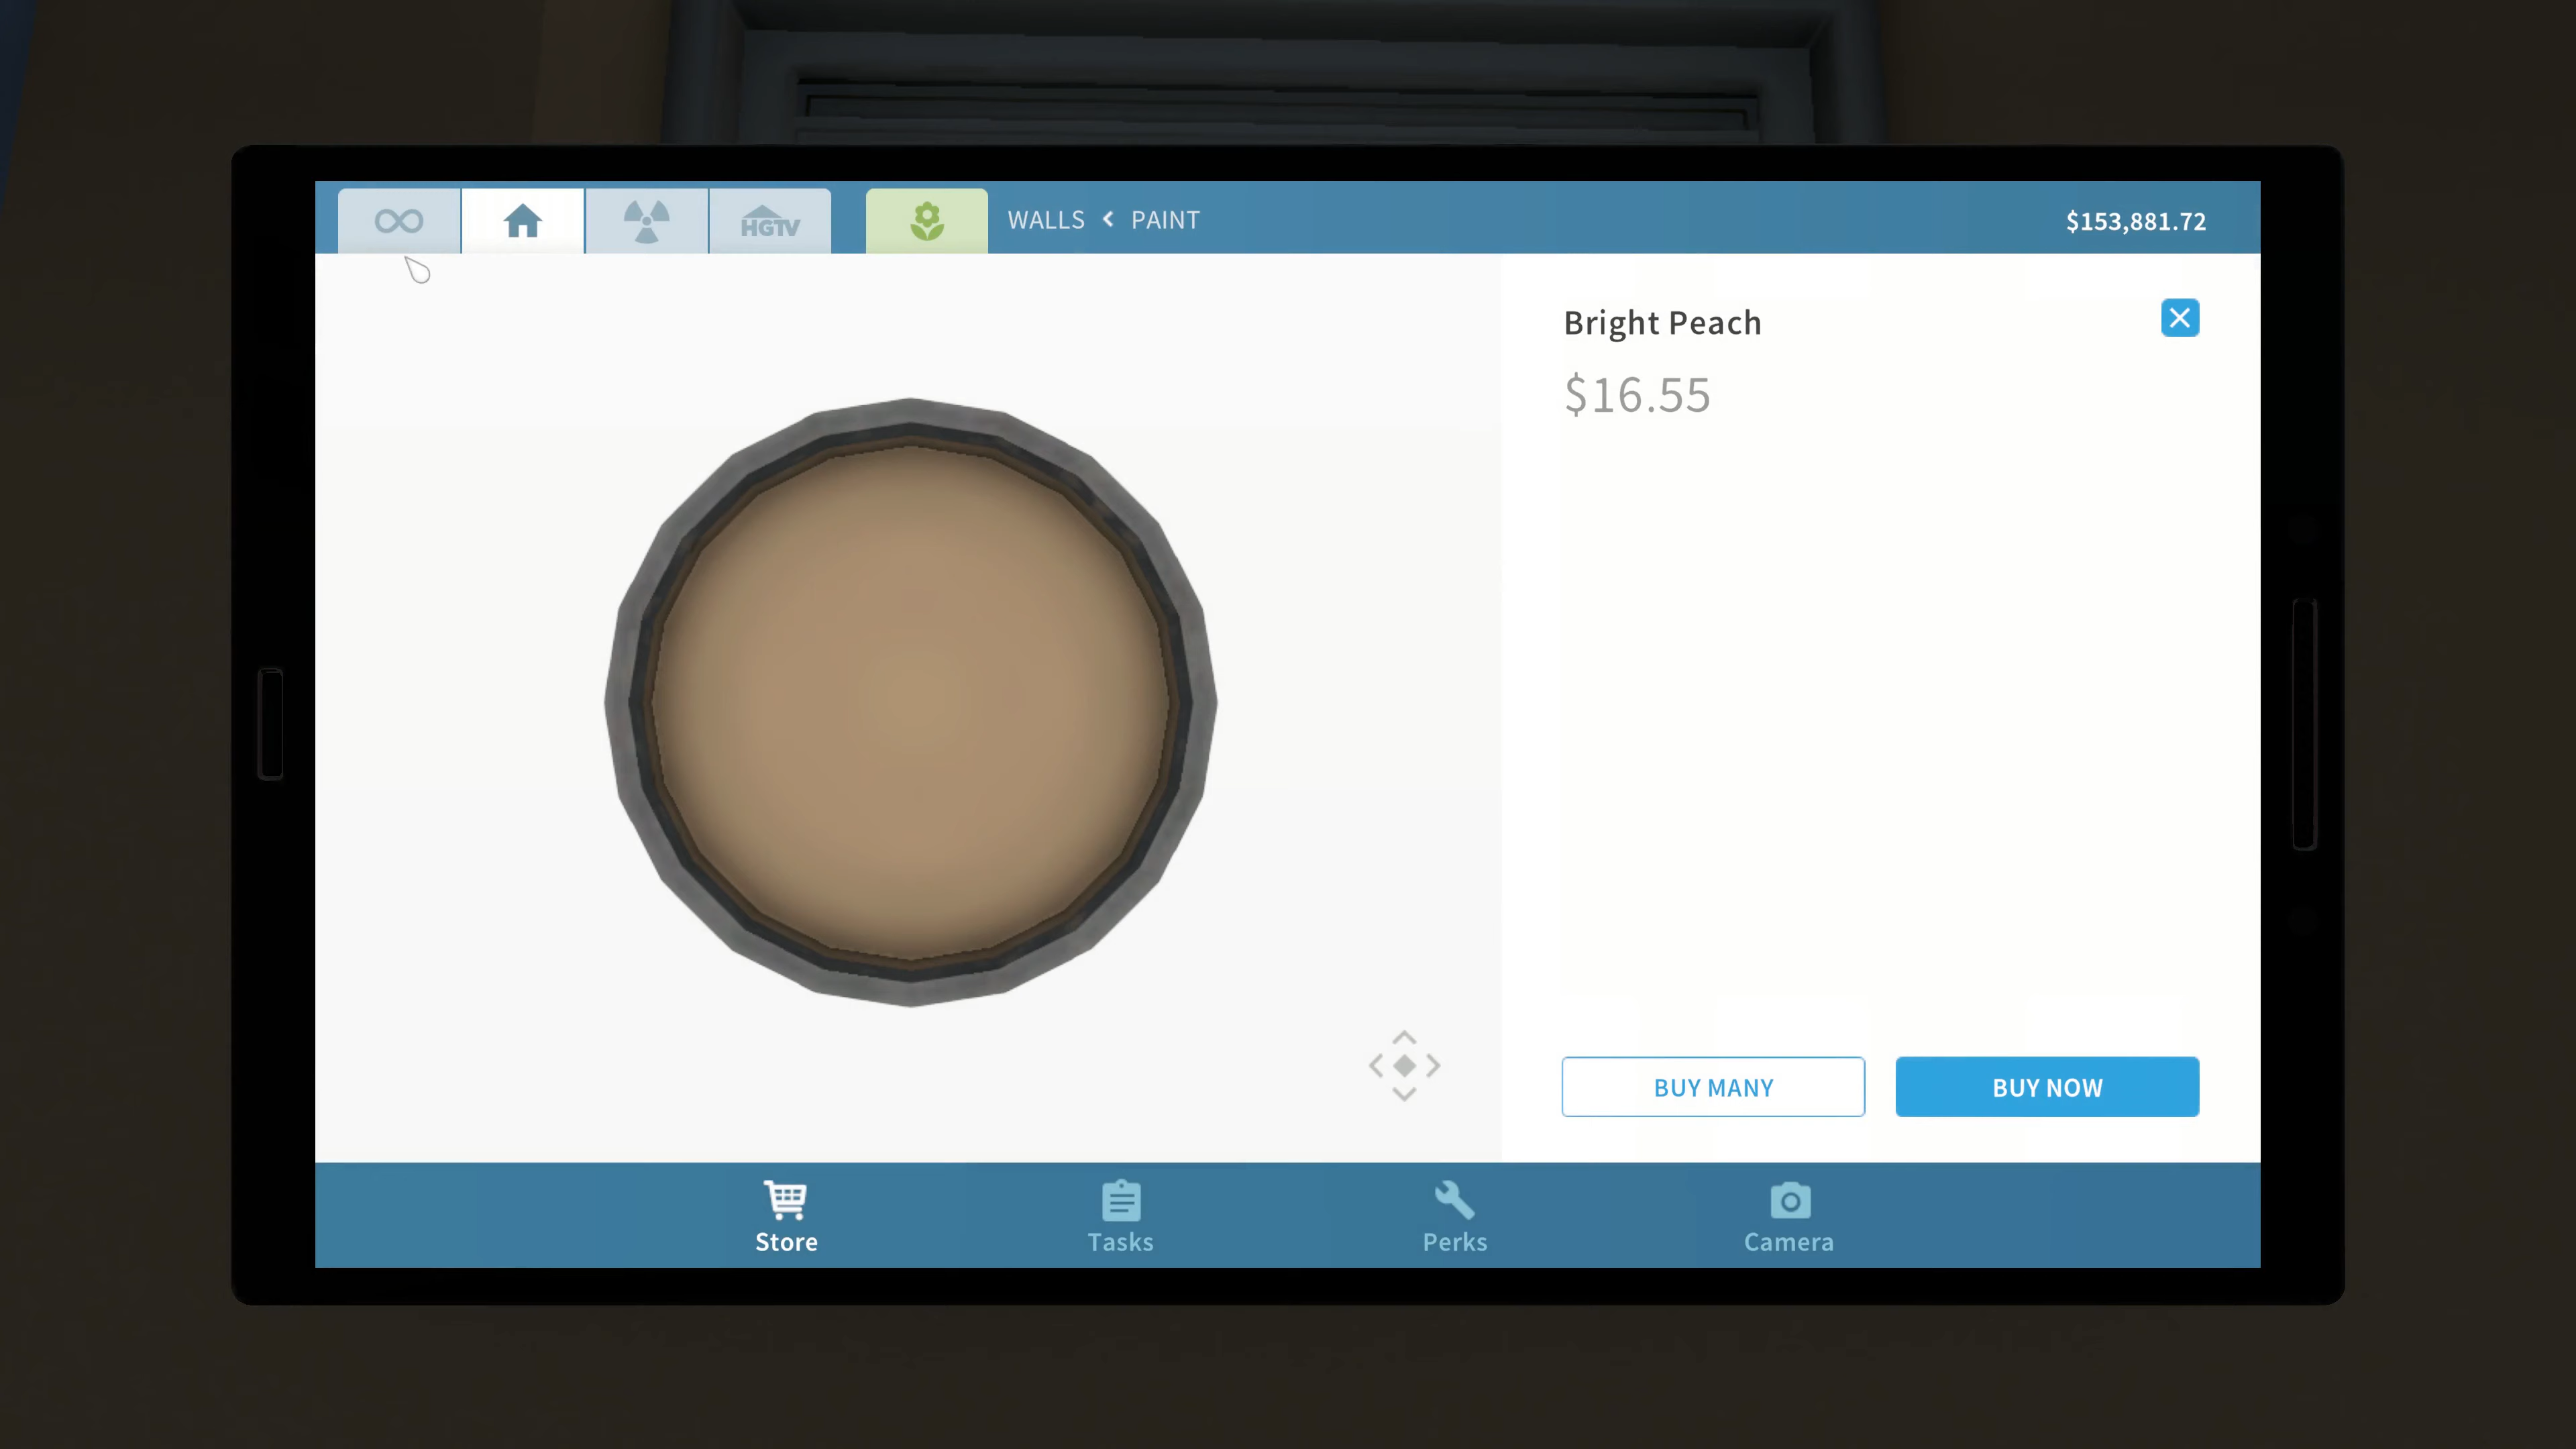 HGTV
WALLS < PAINT
$153,881.72
Bright Peach
$16.55
BUY MANY
BUY NOW
Store
Tasks
Perks
Camera